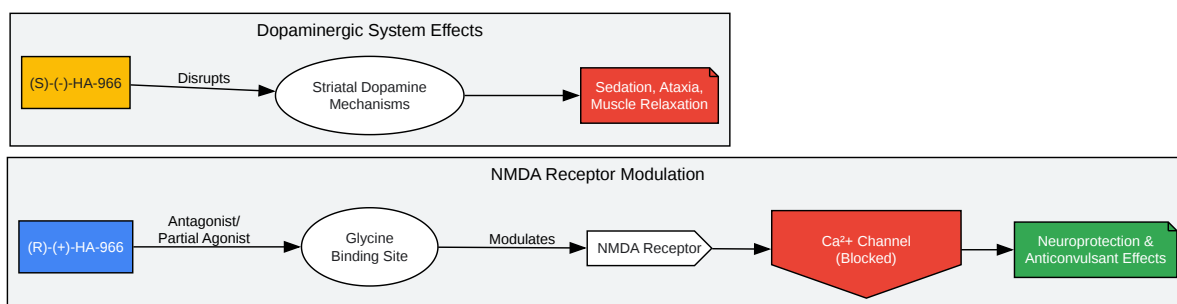 Dopaminergic System Effects
(S)-(-)-HA-966
Disrupts
Striatal Dopamine
Mechanisms
Sedation, Ataxia,
Muscle Relaxation
NMDA Receptor Modulation
(R)-(+)-HA-966
Antagonist/
Partial Agonist
Glycine
Binding Site
Modulates
NMDA Receptor
Ca²+ Channel
(Blocked)
Neuroprotection &
Anticonvulsant Effects